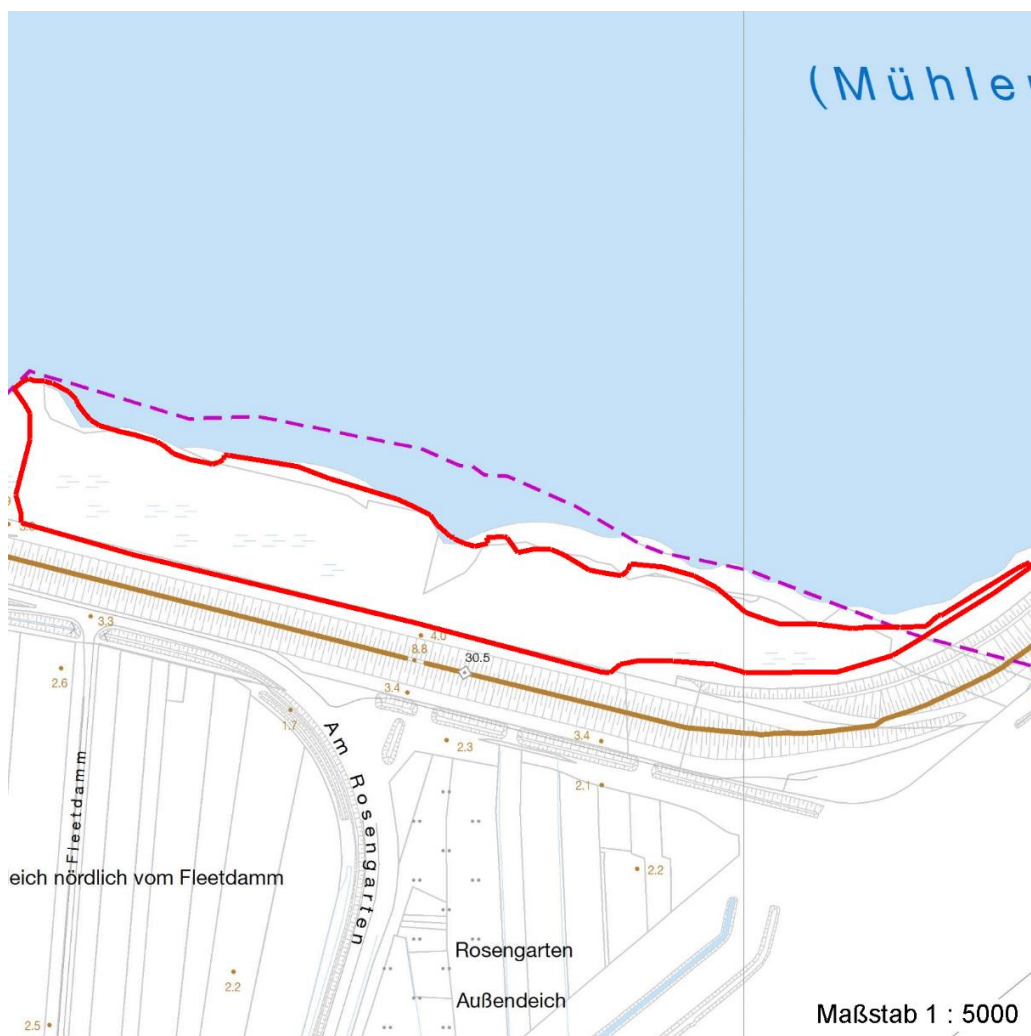 (Mühle
3.3
4.0
8.8
30.5
2.6
3.4
1.7
2.3
3.4
2.1
Am Rosengarten
Fleetdamm
2.2
eich nördlich vom Fleetdamm
Rosengarten
2.2
Außendeich
2.5
Maßstab 1 : 5000